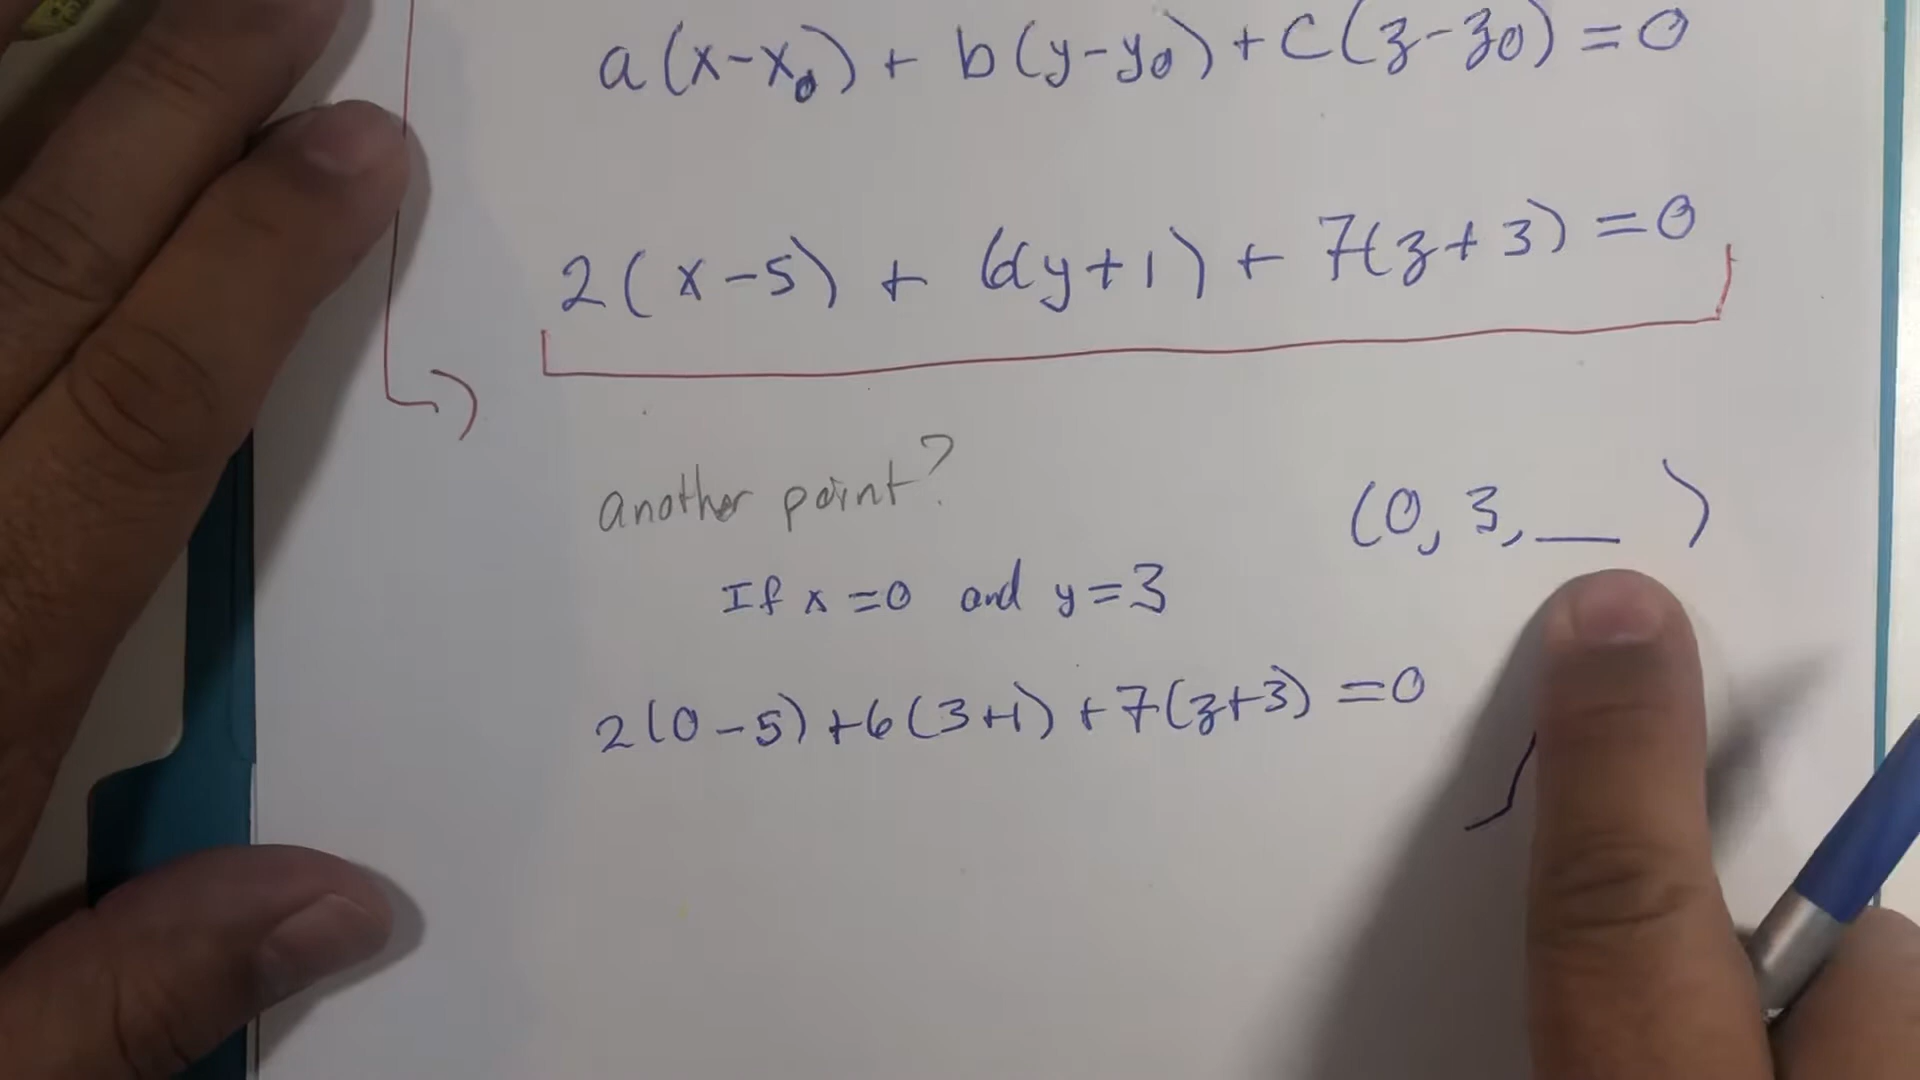 a(x-x₀) + b(y-y₀) + c(z-z₀) = 0
2(x-5) + 6(y+1) + 7(z+3) = 0
another point?
(0, 3, __ )
If x = 0 and y = 3
2(0-5) + 6(3+1) + 7(z+3) = 0